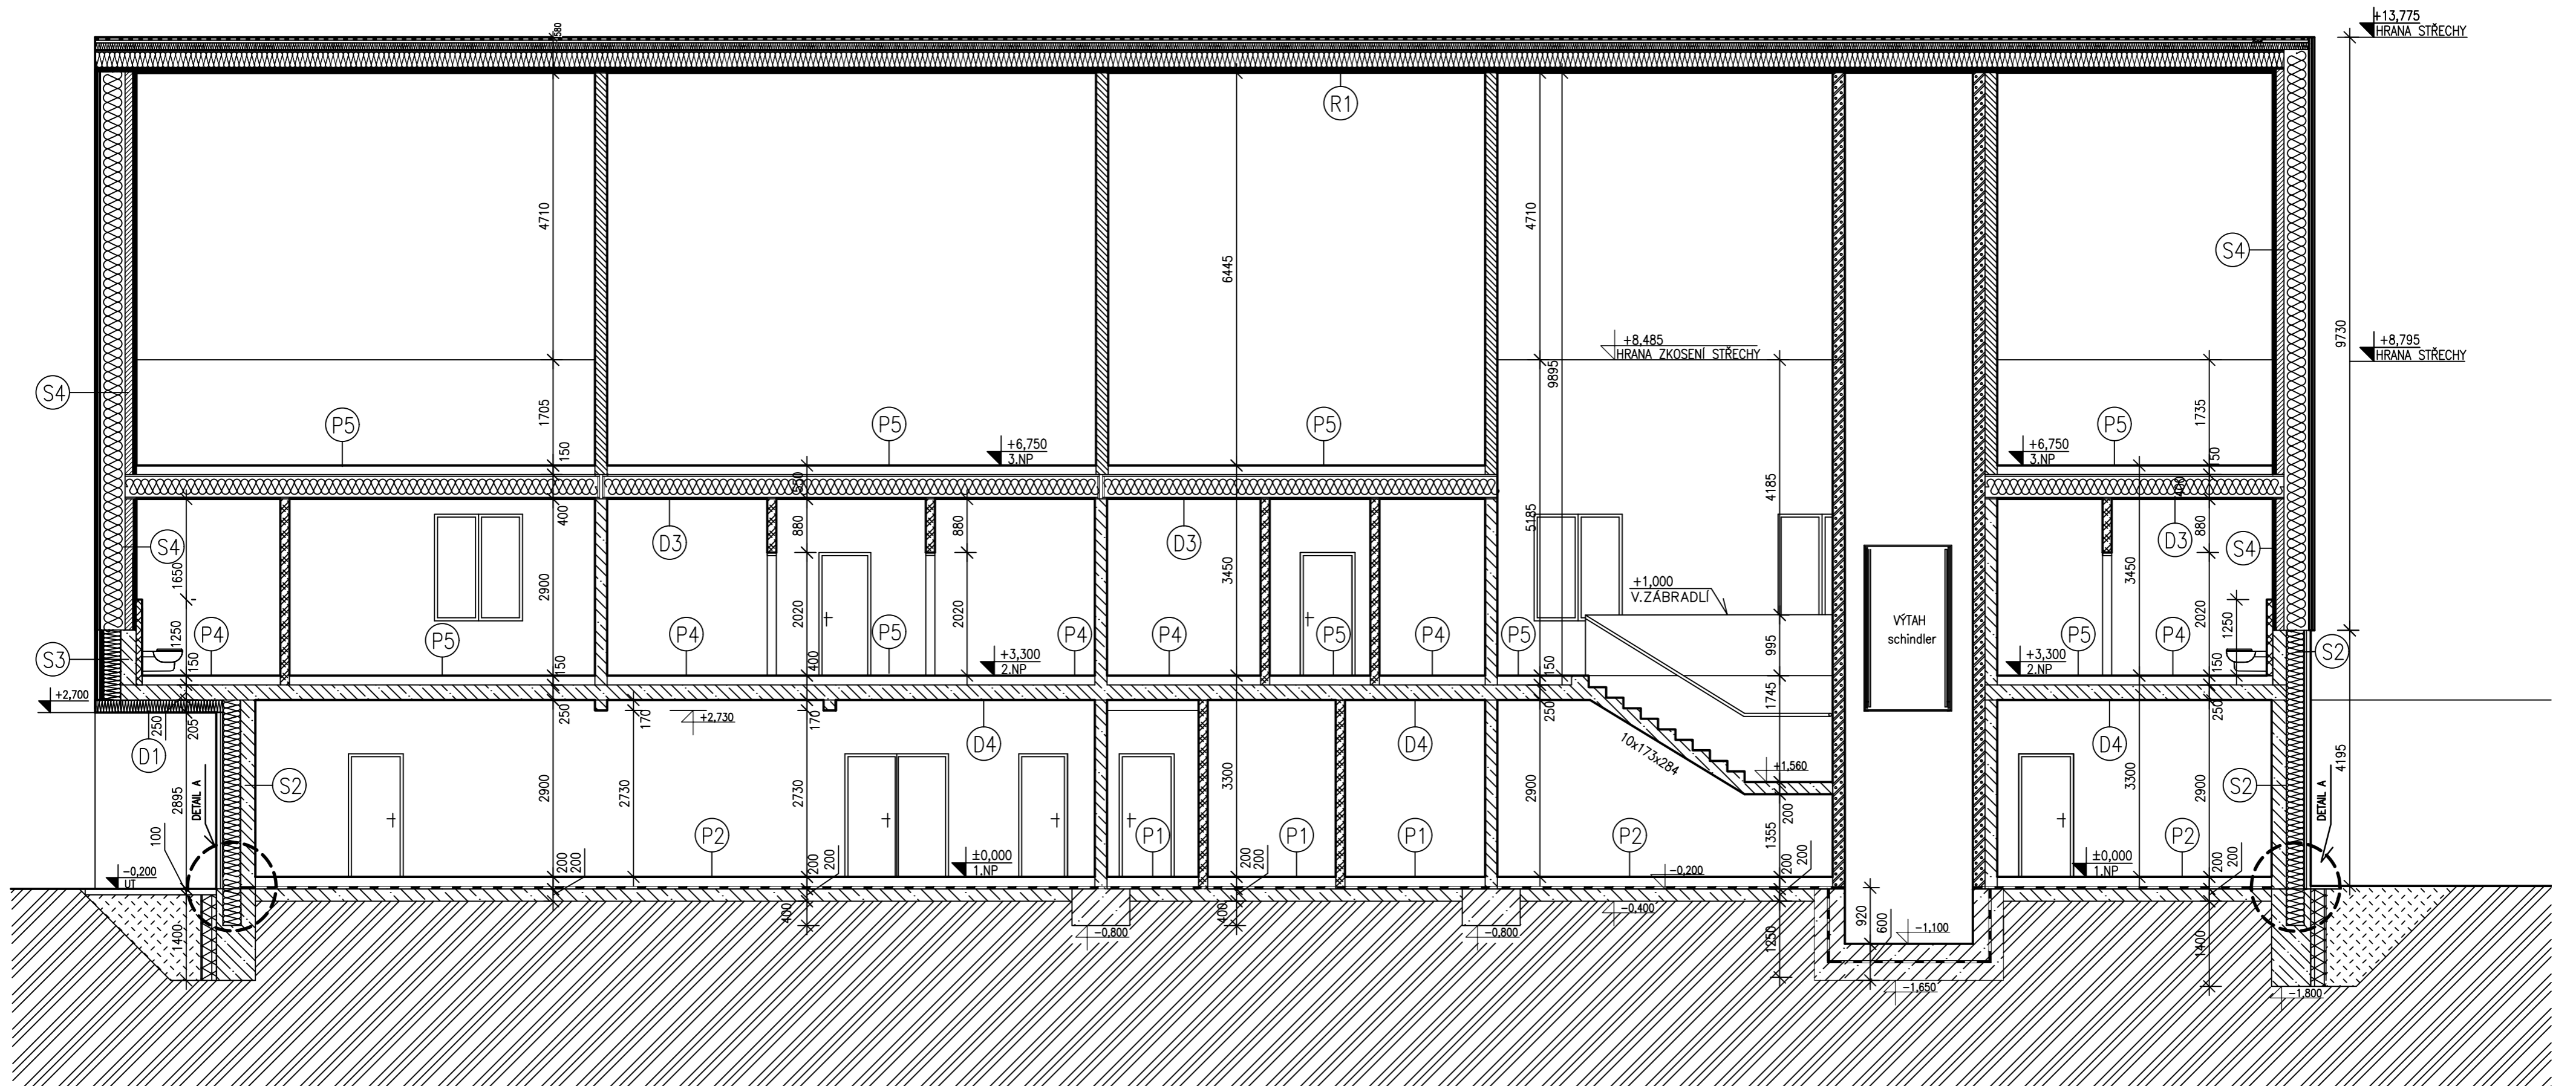 +13,775
HRANA STŘECHY
580
R1
4710
6445
4710
9895
S4
9730
+8,485
HRANA ZKOSENÍ STŘECHY
+8,795
HRANA STŘECHY
S4
1705
P5
P5
P5
+6,750
3.NP
150
4185
1735
P5
+6,750
3.NP
150
550
400
400
D3
D3
D3
880
880
880
5185
S4
S4
1650
2900
3450
3450
+1,000
V.ZÁBRADLÍ
VÝTAH
schindler
1250
P4
P5
P4
2020
P5
2020
P4
P4
P5
P4
P5
995
P5
P4
2020
1250
S3
S2
150
150
400
+3,300
2.NP
150
+3,300
2.NP
150
+2,700
250
205
D1
250
170
+2,730
170
D4
D4
250
1745
10x173x284
+1,560
D4
250
4195
S2
S2
DETAIL A
DETAIL A
2895
2900
2730
2730
3300
2900
200
1355
3300
2900
100
P2
P1
P1
P1
P2
P2
-0,200
UT
200
200
200
200
±0,000
1.NP
200
200
-0,200
200
200
±0,000
1.NP
200
200
1400
400
-0,800
400
-0,800
-0,400
1250
920
600
-1,100
-1,650
1400
-1,800